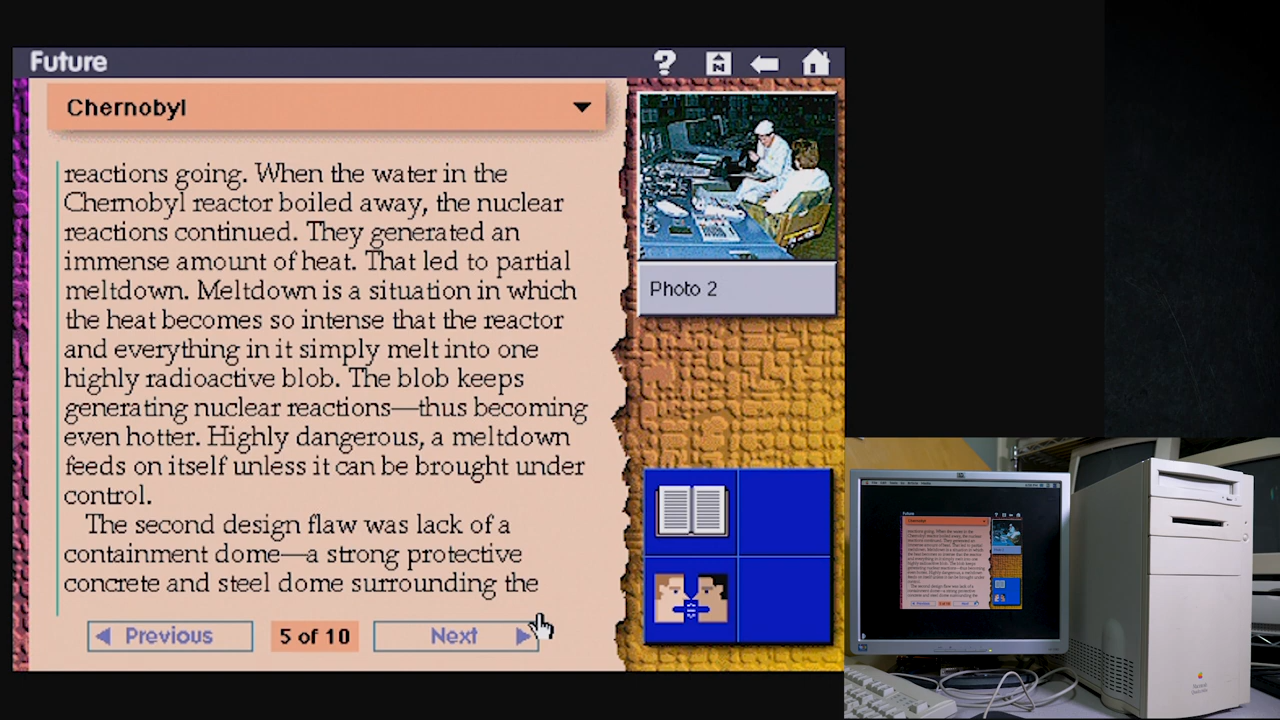 Future
Chernobyl
reactions going. When the water in the
Chernobyl reactor boiled away, the nuclear
reactions continued. They generated an
immense amount of heat. That led to partial
meltdown. Meltdown is a situation in which
the heat becomes so intense that the reactor
and everything in it simply melt into one
highly radioactive blob. The blob keeps
generating nuclear reactions—thus becoming
even hotter. Highly dangerous, a meltdown
feeds on itself unless it can be brought under
control.
The second design flaw was lack of a
containment dome—a strong protective
concrete-and steel dome surrounding the
Previous
5 of 10
Next
Photo 2